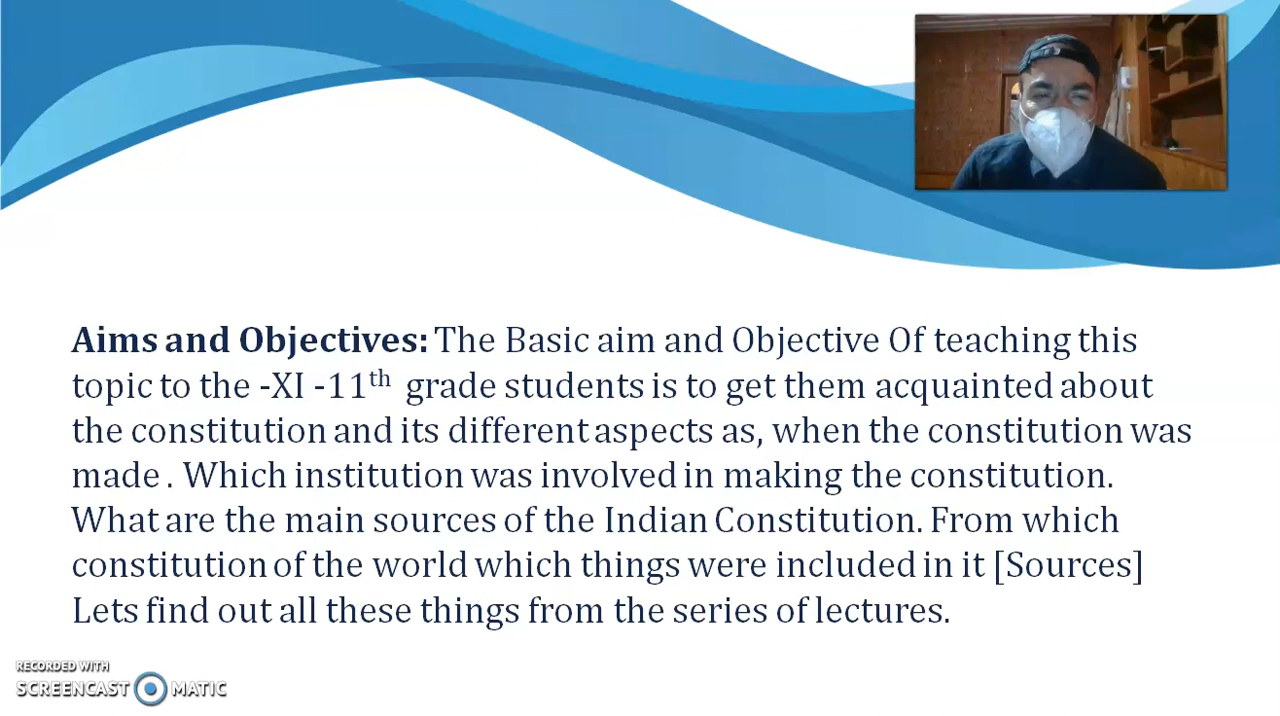 Aims and Objectives: The Basic aim and Objective Of teaching this
topic to the -XI -11th grade students is to get them acquainted about
the constitution and its different aspects as, when the constitution was
made . Which institution was involved in making the constitution.
What are the main sources of the Indian Constitution. From which
constitution of the world which things were included in it [Sources]
Lets find out all these things from the series of lectures.
RECORDED WITH
SCREENCAST MATIC